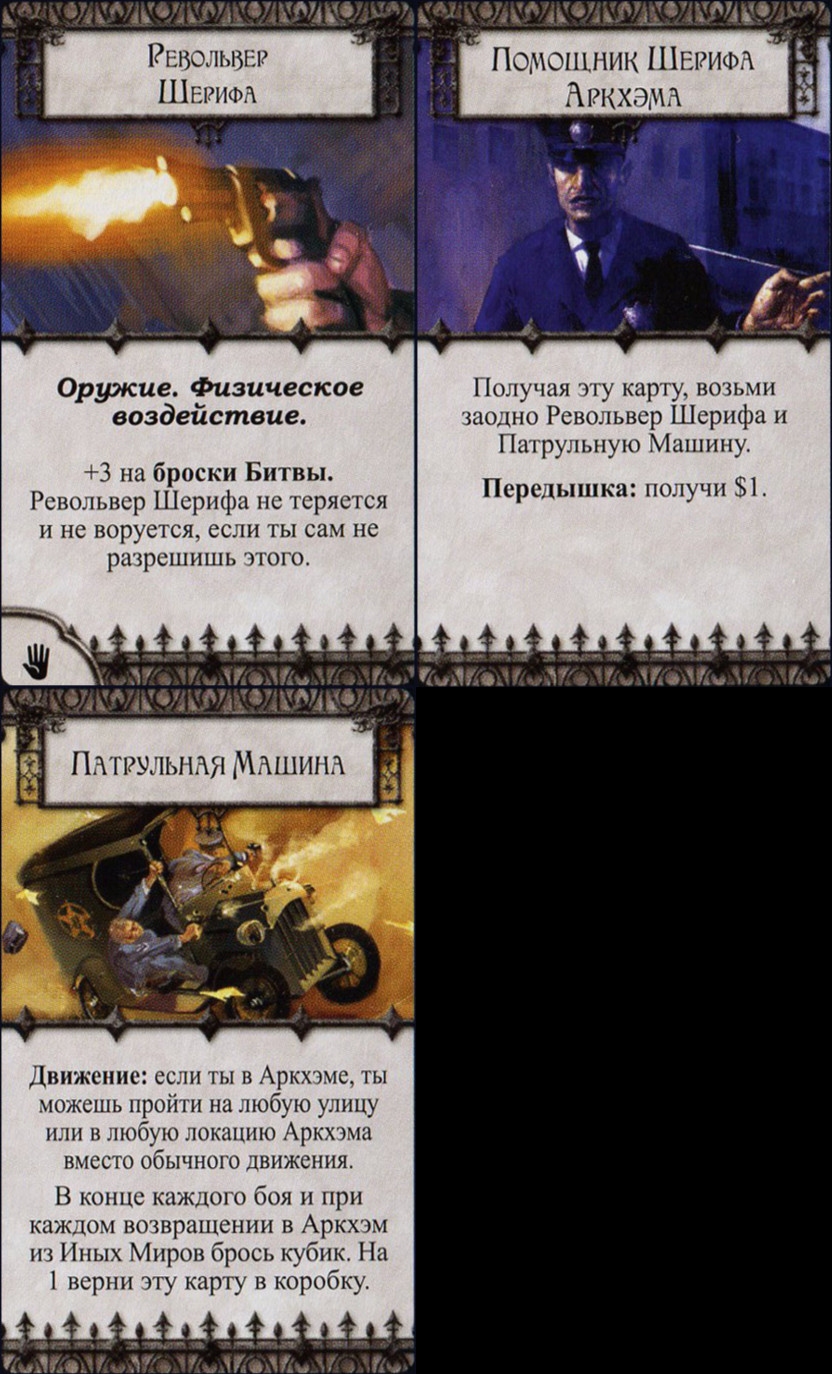 Револьвер
Шерифа
Оружие. Физическое
воздействие.
+3 на броски Битвы.
Револьвер Шерифа не теряется
и не воруется, если ты сам не
разрешишь этого.
Помощник Шерифа
Аркхэма
Получая эту карту, возьми
заодно Револьвер Шерифа и
Патрульную Машину.
Передышка: получи $1.
Патрульная Машина
Движение: если ты в Аркхэме, ты
можешь пройти на любую улицу
или в любую локацию Аркхэма
вместо обычного движения.
В конце каждого боя и при
каждом возвращении в Аркхэм
из Иных Миров брось кубик. На
1 верни эту карту в коробку.